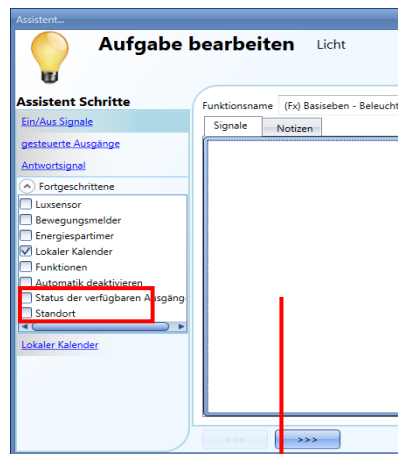 Assistent...
Aufgabe bearbeiten Licht
Assistent Schritte
Ein/Aus Signale
gesteuerte Ausgänge
Antwortsignal
Fortgeschrittene
Luxsensor
Bewegungsmelder
Energiespartimer
Lokaler Kalender
Funktionen
Automatik deaktivieren
Status der verfügbaren Ausgäng
Standort
Lokaler Kalender
Funktionsname (Fx) Basiseben - Beleucht
Signale Notizen
<<< >>>